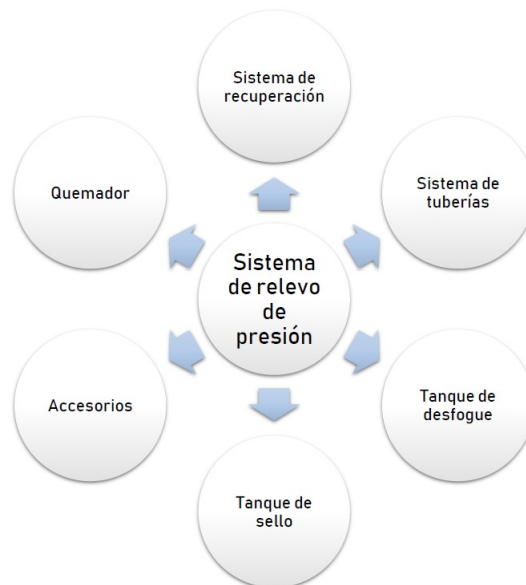 Sistema de
recuperación
Quemador
Sistema de
tuberías
Sistema
de relevo
de
presión
Accesorios
Tanque de
desfogue
Tanque de
sello